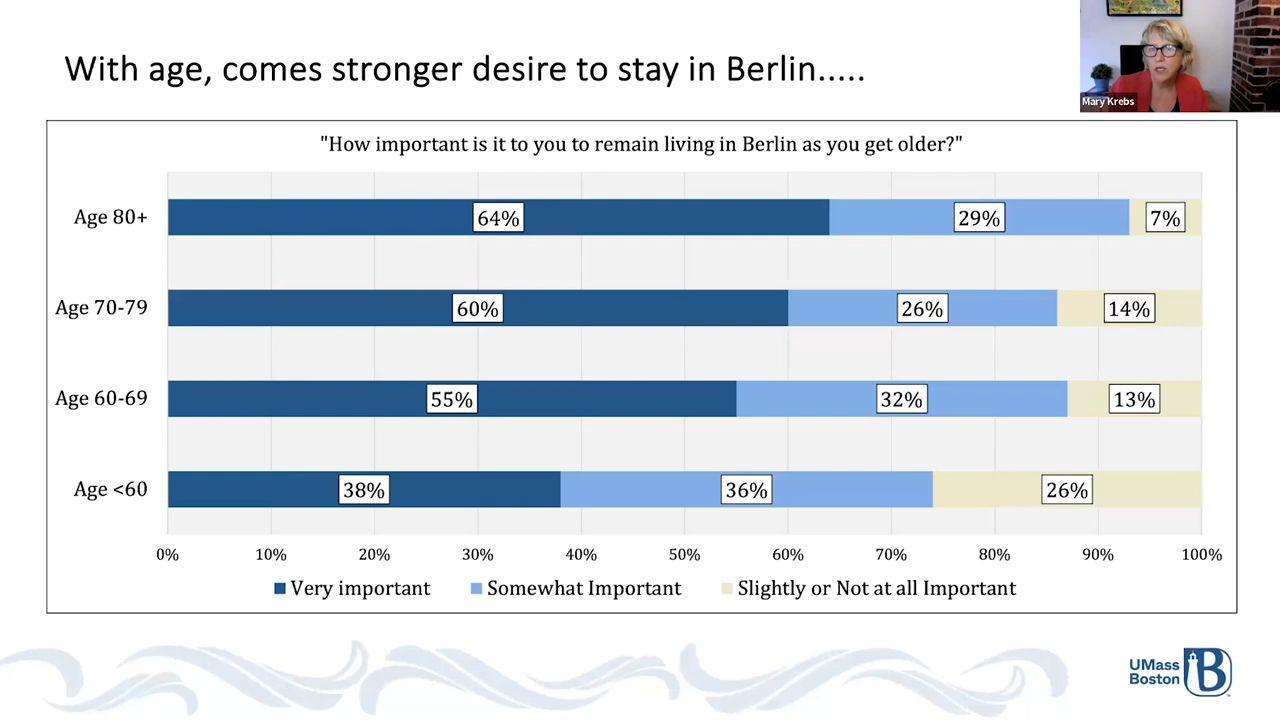 With age, comes stronger desire to stay in Berlin.....
Mary Krebs
"How important is it to you to remain living in Berlin as you get older?"
Age 80+ 64% 29% 7%
Age 70-79 60% 26% 14%
Age 60-69 55% 32% 13%
Age <60 38% 36% 26%
0% 10% 20% 30% 40% 50% 60% 70% 80% 90% 100%
Very important Somewhat Important Slightly or Not at all Important
UMass
Boston
B